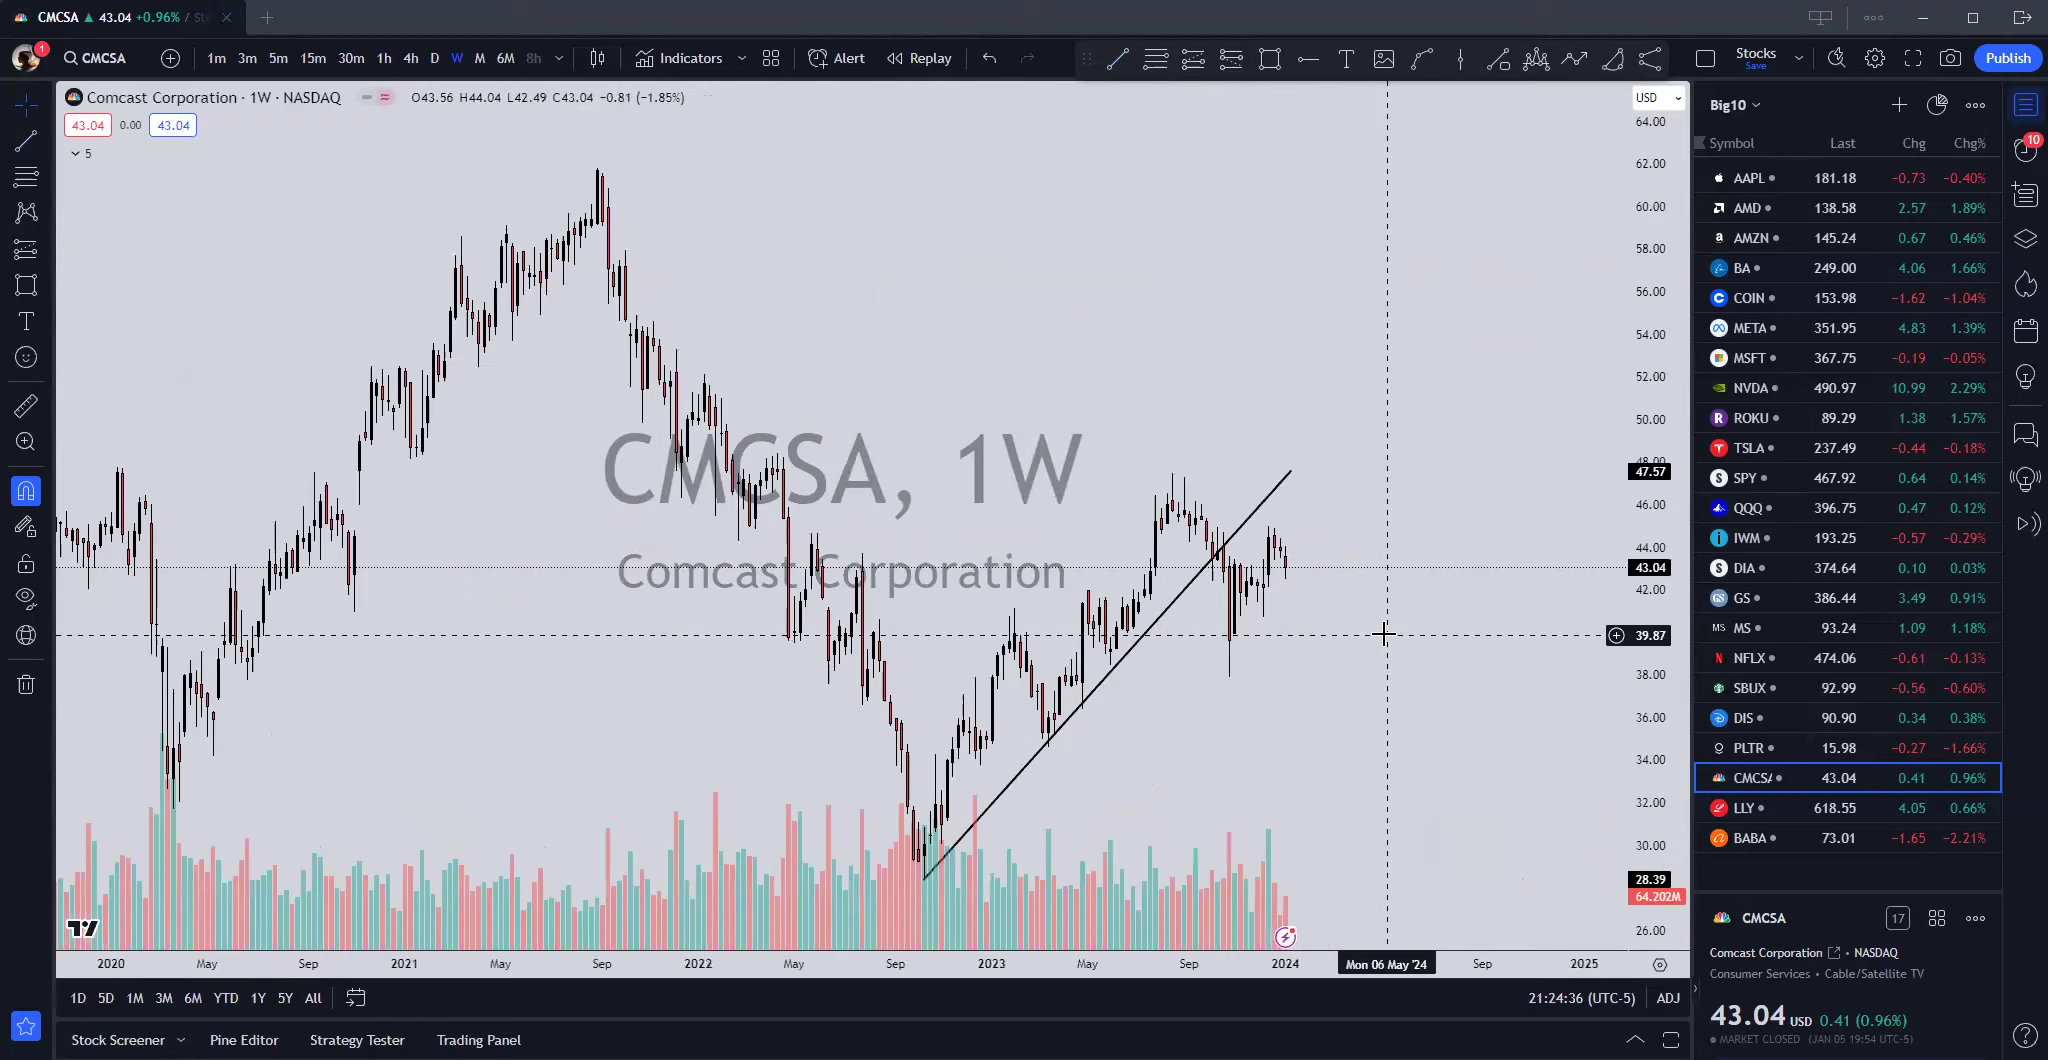 CMCSA ▲ 43.04 +0.96% /
1
CMCSA 1m 3m 5m 15m 30m 1h 4h D W M 6M 8h Indicators Alert Replay Stocks Save Publish
Comcast Corporation · 1W · NASDAQ O43.56 H44.04 L42.49 C43.04 −0.81 (−1.85%)
43.04 0.00 43.04
5
USD
64.00
62.00
60.00
58.00
56.00
54.00
52.00
50.00
48.00
47.57
46.00
44.00
43.04
42.00
39.87
38.00
36.00
34.00
32.00
30.00
28.39
64.202M
26.00
CMCSA, 1W
Comcast Corporation
2020 May Sep 2021 May Sep 2022 May Sep 2023 May Sep 2024 Mon 06 May '24 Sep 2025
1D 5D 1M 3M 6M YTD 1Y 5Y All 21:24:36 (UTC-5) ADJ
Stock Screener Pine Editor Strategy Tester Trading Panel
Big10
10
Symbol Last Chg Chg%
AAPL 181.18 −0.73 −0.40%
AMD 138.58 2.57 1.89%
AMZN 145.24 0.67 0.46%
BA 249.00 4.06 1.66%
COIN 153.98 −1.62 −1.04%
META 351.95 4.83 1.39%
MSFT 367.75 −0.19 −0.05%
NVDA 490.97 10.99 2.29%
ROKU 89.29 1.38 1.57%
TSLA 237.49 −0.44 −0.18%
SPY 467.92 0.64 0.14%
QQQ 396.75 0.47 0.12%
IWM 193.25 −0.57 −0.29%
DIA 374.64 0.10 0.03%
GS 386.44 3.49 0.91%
MS MS 93.24 1.09 1.18%
NFLX 474.06 −0.61 −0.13%
SBUX 92.99 −0.56 −0.60%
DIS 90.90 0.34 0.38%
PLTR 15.98 −0.27 −1.66%
CMCSA 43.04 0.41 0.96%
LLY 618.55 4.05 0.66%
BABA 73.01 −1.65 −2.21%
CMCSA 17
Comcast Corporation • NASDAQ
Consumer Services • Cable/Satellite TV
43.04 USD 0.41 (0.96%)
MARKET CLOSED (JAN 05 19:54 UTC-5)